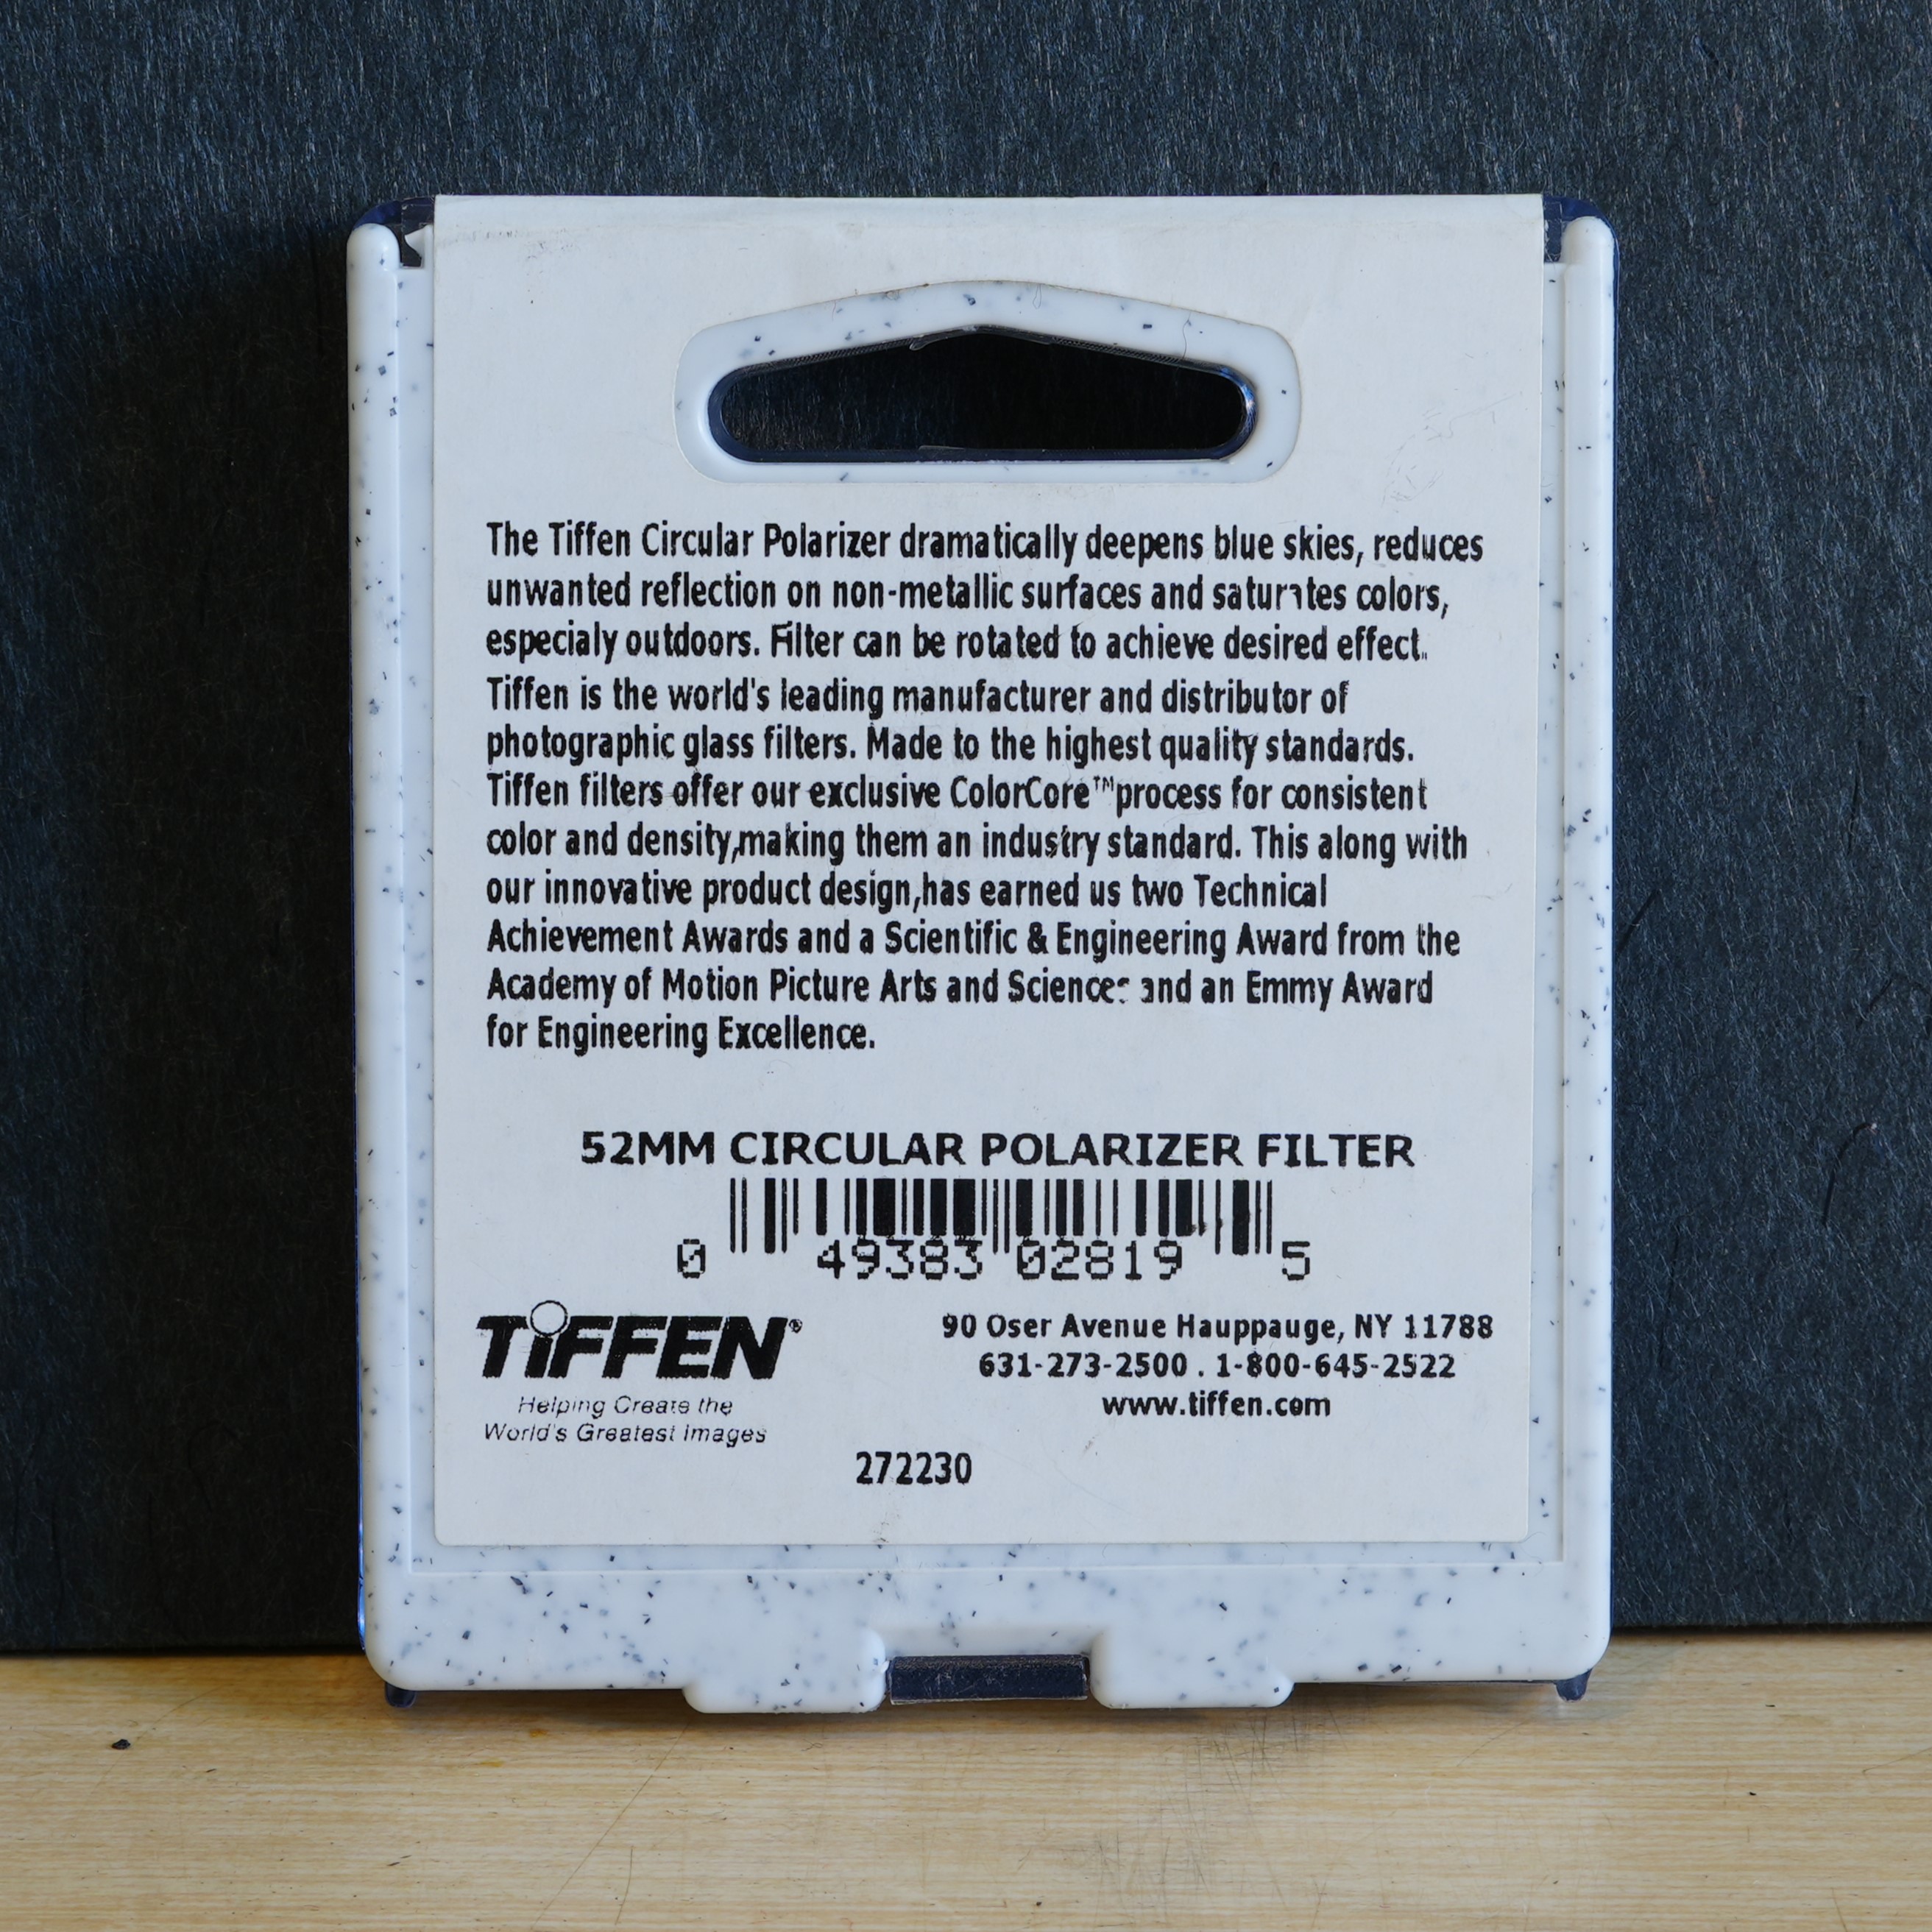 The Tiffen Circular Polarizer dramatically deepens blue skies, reduces
unwanted reflection on non-metallic surfaces and saturates colors,
especialy outdoors. Filter can be rotated to achieve desired effect.
Tiffen is the world's leading manufacturer and distributor of
photographic glass filters. Made to the highest quality standards.
Tiffen filters offer our exclusive ColorCore™process for consistent
color and density,making them an industry standard. This along with
our innovative product design,has earned us two Technical
Achievement Awards and a Scientific & Engineering Award from the
Academy of Motion Picture Arts and Sciences and an Emmy Award
for Engineering Excellence.
52MM CIRCULAR POLARIZER FILTER
0 49383 02819 5
TiFFEN®
Helping Create the
World's Greatest Images
90 Oser Avenue Hauppauge, NY 11788
631-273-2500 . 1-800-645-2522
www.tiffen.com
272230